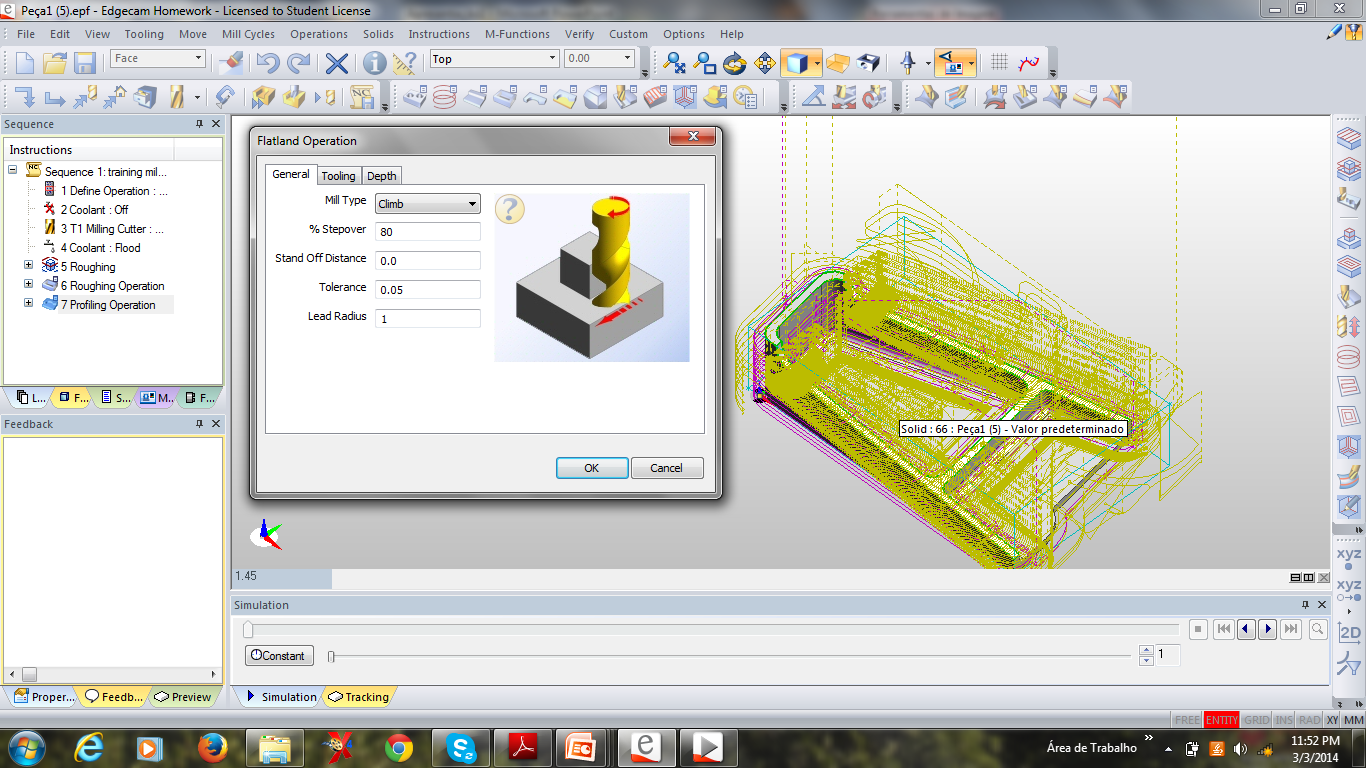 Peça1 (5).epf - Edgecam Homework - Licensed to Student License
File Edit View Tooling Move Mill Cycles Operations Solids Instructions M-Functions Verify Custom Options Help
Face
Top
0.00
Sequence
Instructions
Sequence 1: training mil...
1 Define Operation : ...
2 Coolant : Off
3 T1 Milling Cutter : ...
4 Coolant : Flood
5 Roughing
6 Roughing Operation
7 Profiling Operation
L... F... S... M... F...
Feedback
Proper... Feedb... Preview
Flatland Operation
General Tooling Depth
Mill Type Climb
% Stepover 80
Stand Off Distance 0.0
Tolerance 0.05
Lead Radius 1
OK Cancel
Solid : 66 : Peça1 (5) - Valor predeterminado
1.45
Simulation
Constant
1
Simulation Tracking
xyz
xyz
2D
FREE ENTITY GRID INS RAD XY MM
Área de Trabalho
11:52 PM
3/3/2014